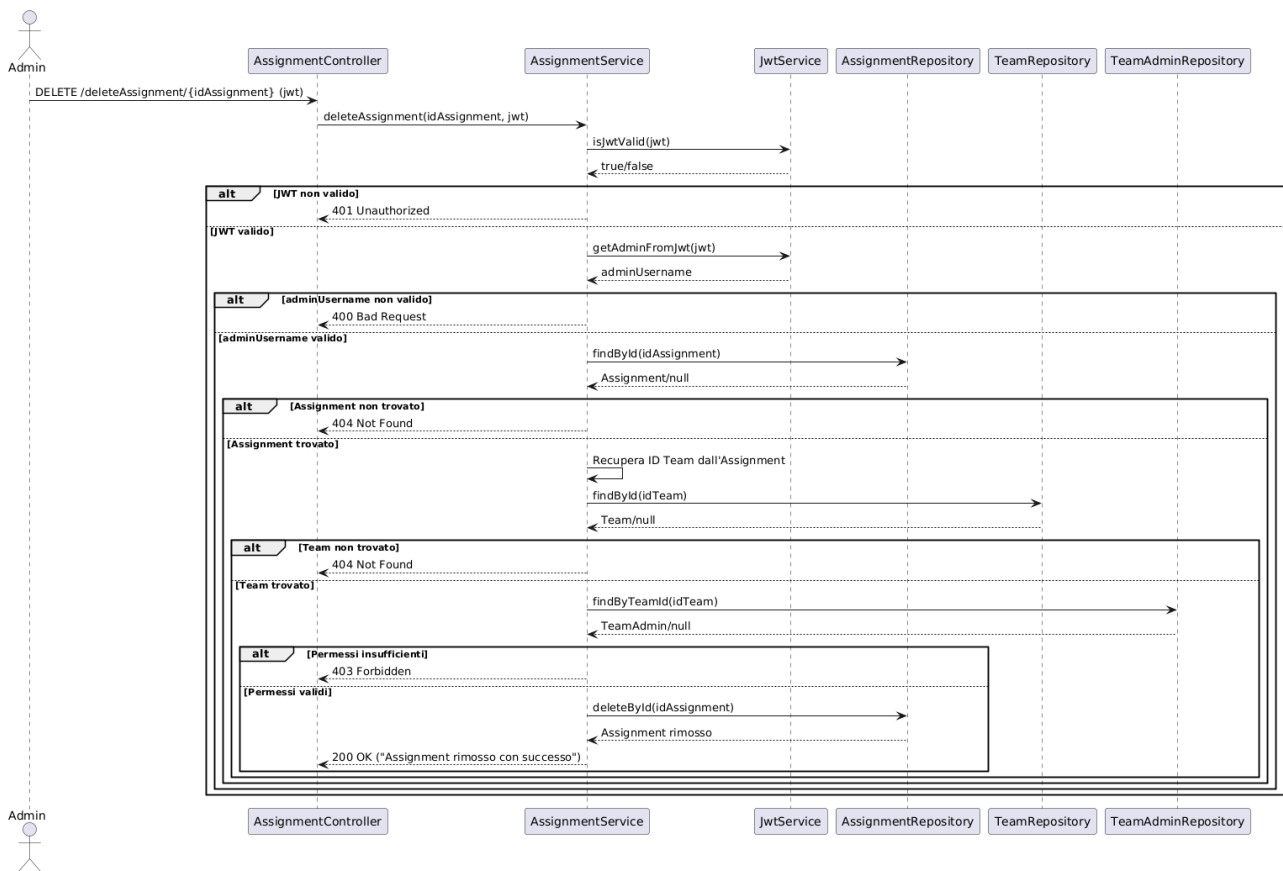 Admin
AssignmentController
AssignmentService
JwtService
AssignmentRepository
TeamRepository
TeamAdminRepository
DELETE /deleteAssignment/{idAssignment} (jwt)
deleteAssignment(idAssignment, jwt)
isJwtValid(jwt)
true/false
alt [JWT non valido]
401 Unauthorized
[JWT valido]
getAdminFromJwt(jwt)
adminUsername
alt [adminUsername non valido]
400 Bad Request
[adminUsername valido]
findById(idAssignment)
Assignment/null
alt [Assignment non trovato]
404 Not Found
[Assignment trovato]
Recupera ID Team dall'Assignment
findById(idTeam)
Team/null
alt [Team non trovato]
404 Not Found
[Team trovato]
findByTeamId(idTeam)
TeamAdmin/null
alt [Permessi insufficienti]
403 Forbidden
[Permessi validi]
deleteById(idAssignment)
Assignment rimosso
200 OK ("Assignment rimosso con successo")
Admin
AssignmentController
AssignmentService
JwtService
AssignmentRepository
TeamRepository
TeamAdminRepository